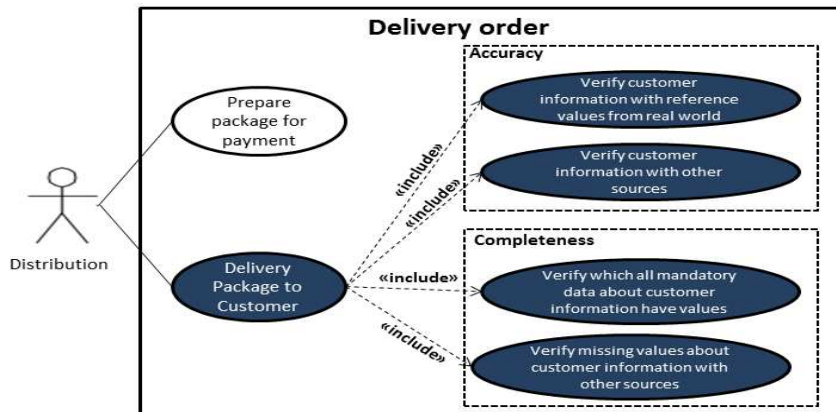 Delivery order
Accuracy
Verify customer
information with reference
values from real world
Prepare
package for
payment
«include»
Verify customer
information with other
sources
«include»
Distribution
Completeness
Delivery
Package to
Customer
«include»
Verify which all mandatory
data about customer
information have values
«include»
Verify missing values about
customer information with
other sources